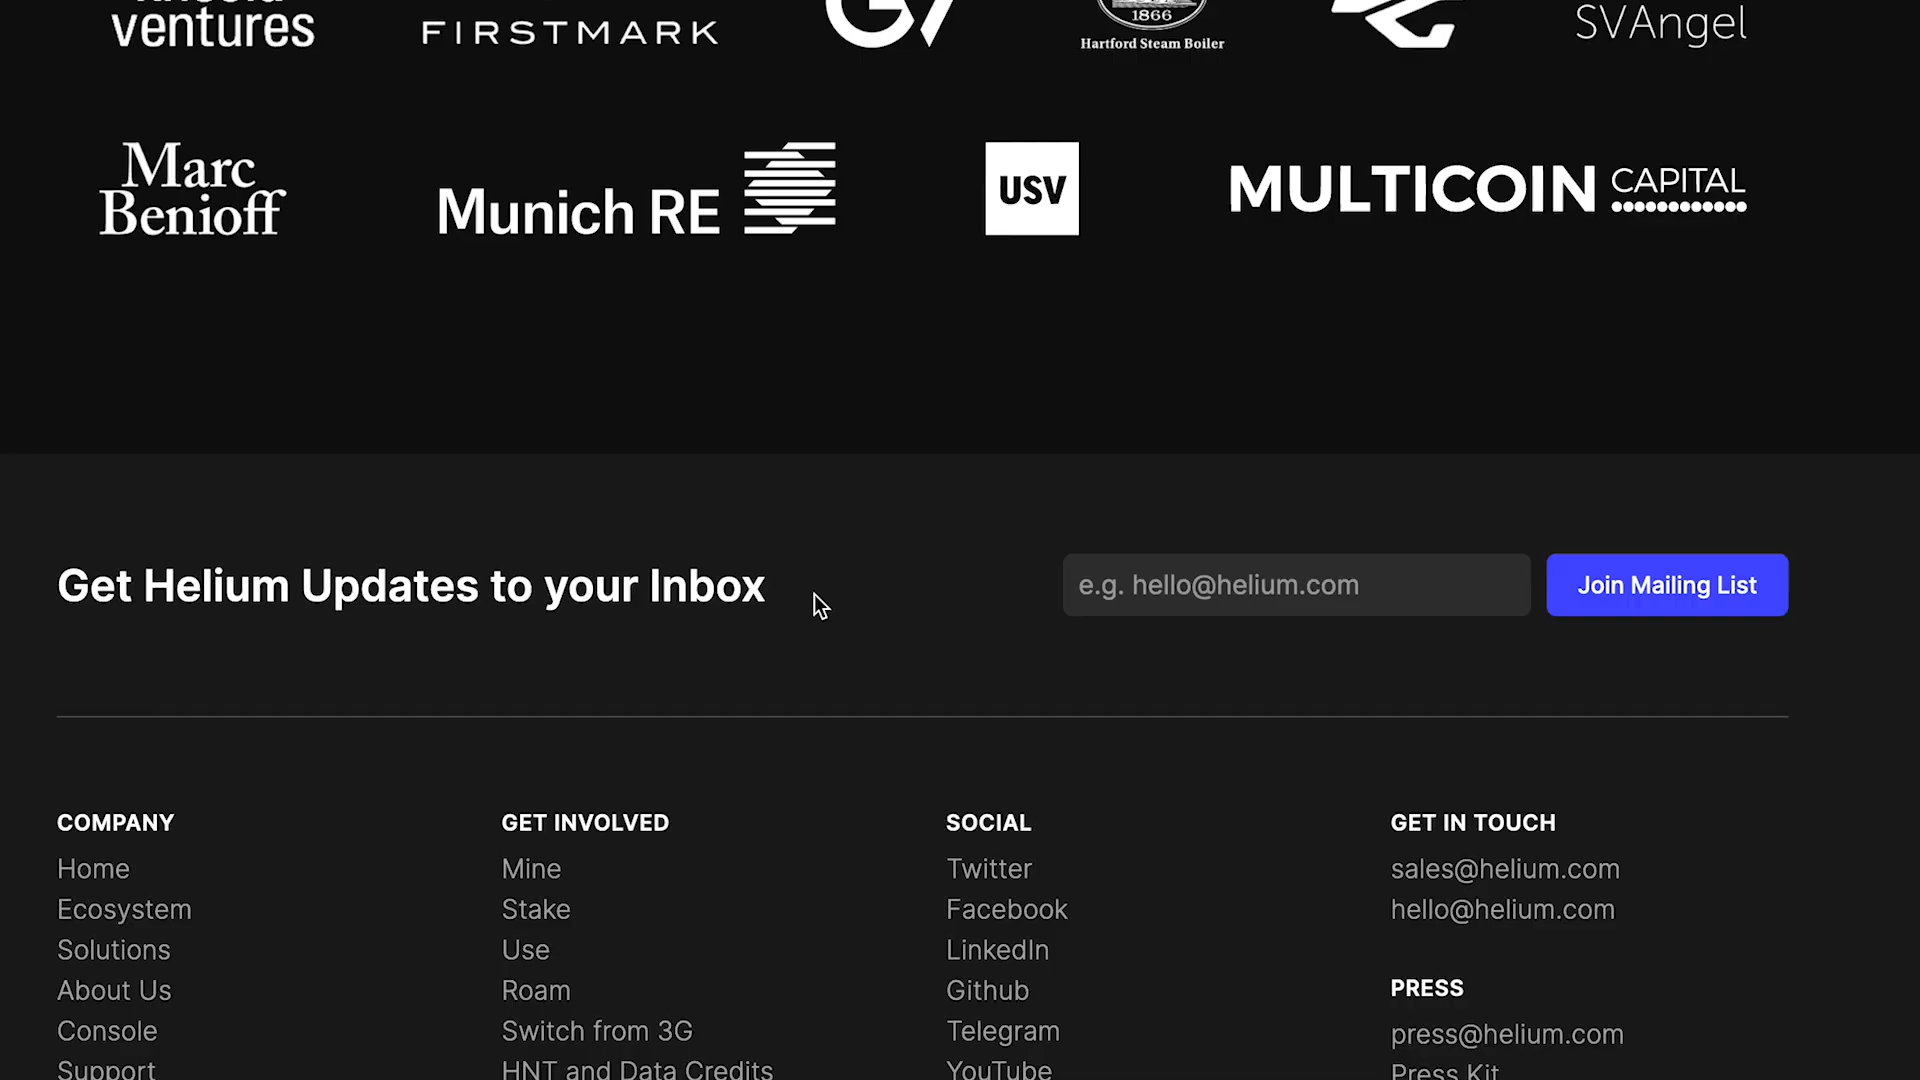 ventures
FIRSTMARK
1866
Hartford Steam Boiler
SVAngel
Marc
Benioff
Munich RE
USV
MULTICOIN CAPITAL
Get Helium Updates to your Inbox
e.g. hello@helium.com
Join Mailing List
COMPANY
Home
Ecosystem
Solutions
About Us
Console
Support
GET INVOLVED
Mine
Stake
Use
Roam
Switch from 3G
HNT and Data Credits
SOCIAL
Twitter
Facebook
LinkedIn
Github
Telegram
YouTube
GET IN TOUCH
sales@helium.com
hello@helium.com
PRESS
press@helium.com
Press Kit